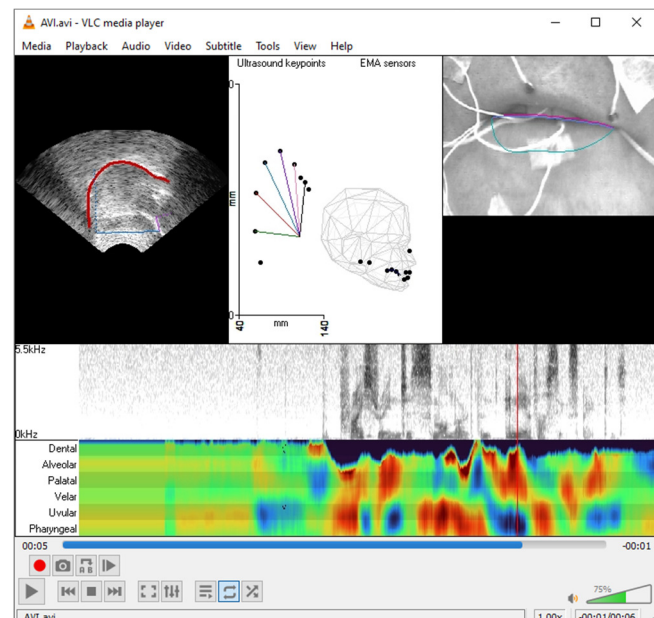 AVI.avi - VLC media player
Media Playback Audio Video Subtitle Tools View Help
Ultrasound keypoints EMA sensors
0
mm
0
40
mm
140
5.5kHz
0kHz
Dental
Alveolar
Palatal
Velar
Uvular
Pharyngeal
00:05 -00:01
A B
75%
AVI.avi 1.00x -00:01/00:06